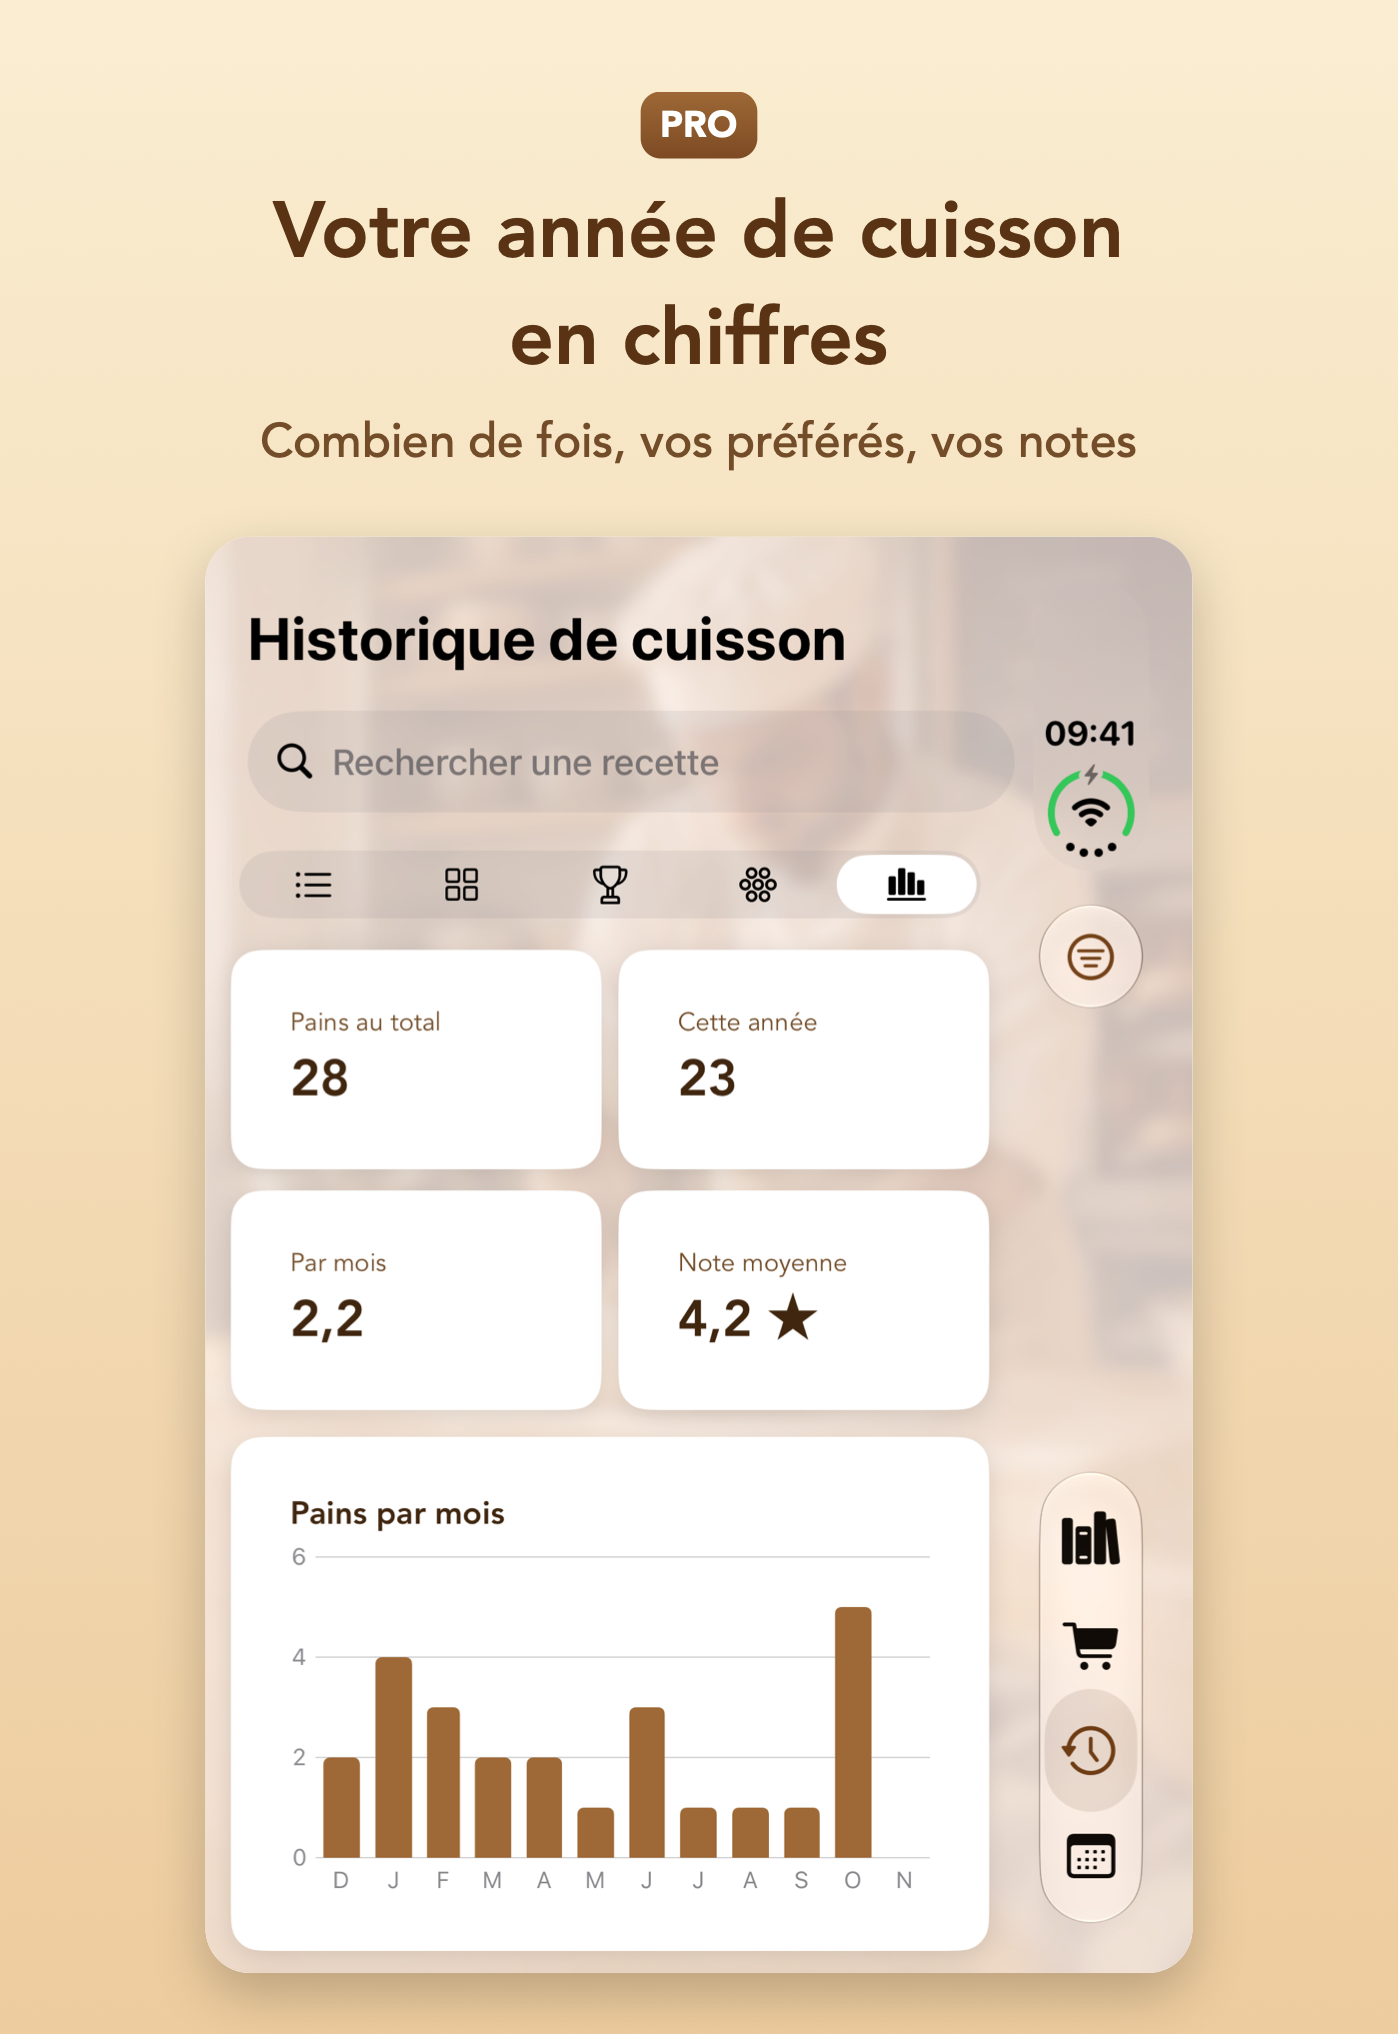 PRO
Votre année de cuisson
en chiffres
Combien de fois, vos préférés, vos notes
Historique de cuisson
Rechercher une recette
09:41
Pains au total
28
Cette année
23
Par mois
2,2
Note moyenne
4,2 ★
Pains par mois
6
4
2
0
D J F M A M J J A S O N